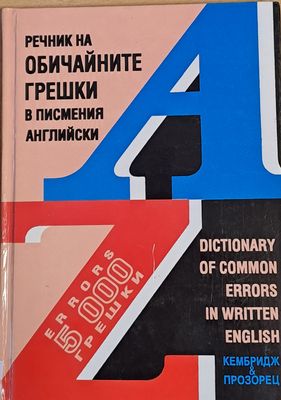 РЕЧНИК НА
ОБИЧАЙНИТЕ
ГРЕШКИ
В ПИСМЕНИЯ
АНГЛИЙСКИ
A
Z
ERRORS
5 000
ГРЕШКИ
DICTIONARY
OF COMMON
ERRORS
IN WRITTEN
ENGLISH
КЕМБРИДЖ
&
ПРОЗОРЕЦ